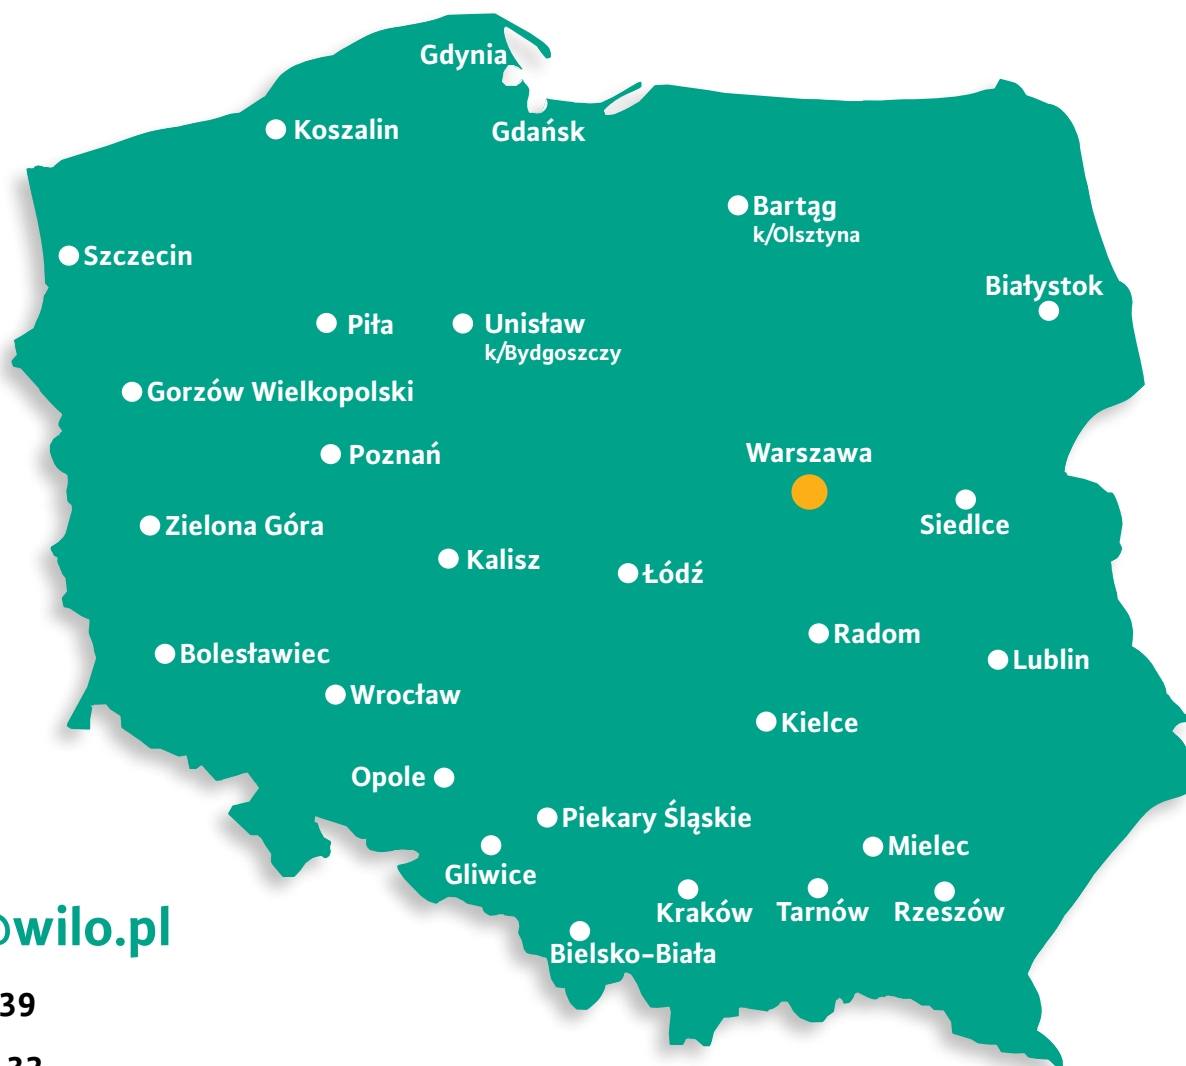 Gdynia
Koszalin
Gdańsk
Bartąg
k/Olsztyna
Szczecin
Białystok
Piła
Unisław
k/Bydgoszczy
Gorzów Wielkopolski
Warszawa
Poznań
Siedlce
Zielona Góra
Kalisz
Łódź
Radom
Bolesławiec
Lublin
Wrocław
Kielce
Opole
Piekary Śląskie
Mielec
Gliwice
Kraków
Tarnów
Rzeszów
@wilo.pl
Bielsko-Biała
39